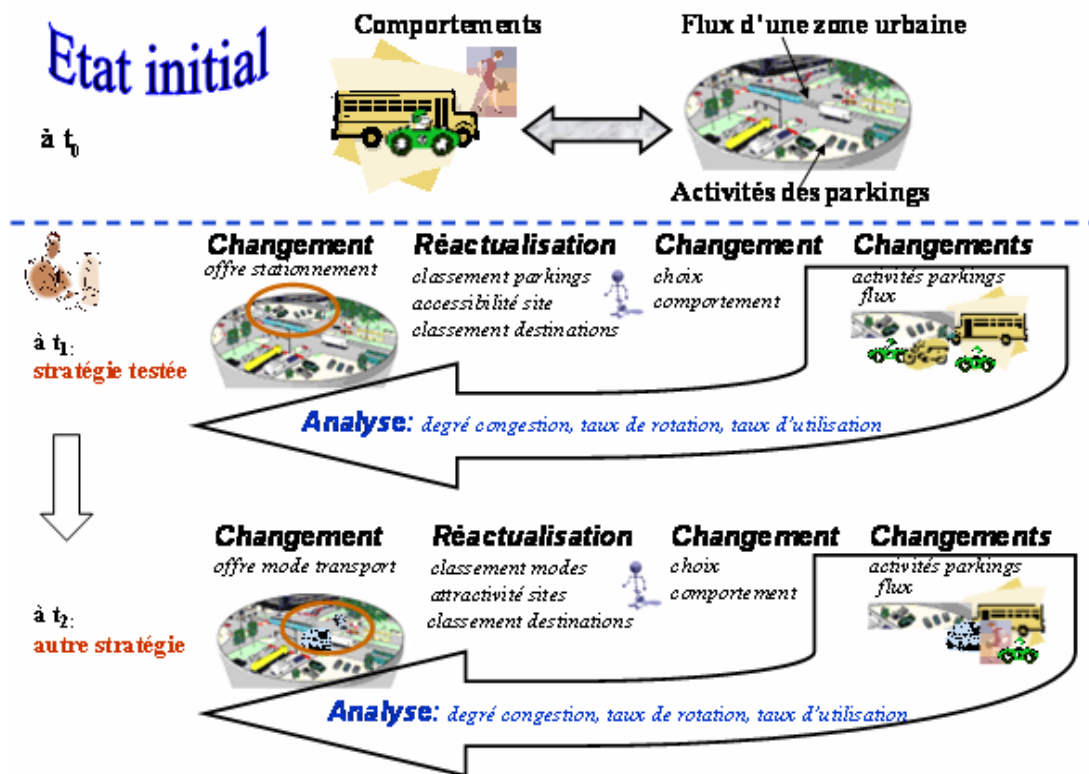 Etat initial
à t0
Comportements
Flux d'une zone urbaine
Activités des parkings
Changement
offre stationnement
Réactualisation
classement parkings
accessibilité site
classement destinations
Changement
choix
comportement
Changements
activités parkings
flux
à t1:
stratégie testée
Analyse: degré congestion, taux de rotation, taux d'utilisation
Changement
offre mode transport
Réactualisation
classement modes
attractivité sites
classement destinations
Changement
choix
comportement
Changements
activités parkings
flux
à t2:
autre stratégie
Analyse: degré congestion, taux de rotation, taux d'utilisation